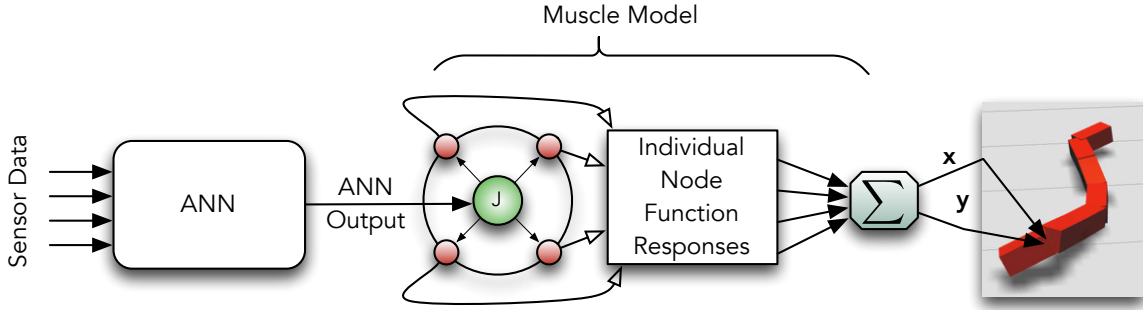 Muscle Model
Sensor Data
ANN
ANN
Output
J
Individual
Node
Function
Responses
Σ
x
y